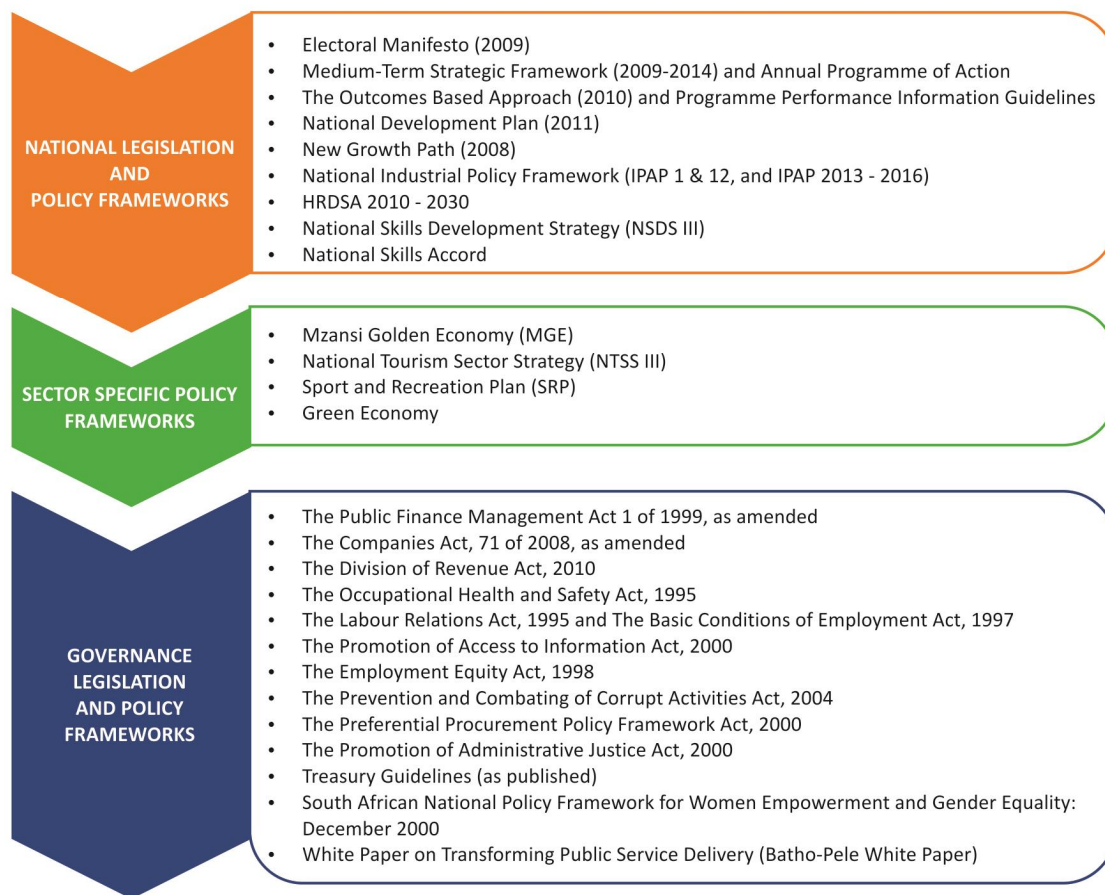 NATIONAL LEGISLATION
AND
POLICY FRAMEWORKS
• Electoral Manifesto (2009)
• Medium-Term Strategic Framework (2009-2014) and Annual Programme of Action
• The Outcomes Based Approach (2010) and Programme Performance Information Guidelines
• National Development Plan (2011)
• New Growth Path (2008)
• National Industrial Policy Framework (IPAP 1 & 12, and IPAP 2013 - 2016)
• HRDSA 2010 - 2030
• National Skills Development Strategy (NSDS III)
• National Skills Accord
SECTOR SPECIFIC POLICY
FRAMEWORKS
• Mzansi Golden Economy (MGE)
• National Tourism Sector Strategy (NTSS III)
• Sport and Recreation Plan (SRP)
• Green Economy
GOVERNANCE
LEGISLATION
AND POLICY
FRAMEWORKS
• The Public Finance Management Act 1 of 1999, as amended
• The Companies Act, 71 of 2008, as amended
• The Division of Revenue Act, 2010
• The Occupational Health and Safety Act, 1995
• The Labour Relations Act, 1995 and The Basic Conditions of Employment Act, 1997
• The Promotion of Access to Information Act, 2000
• The Employment Equity Act, 1998
• The Prevention and Combating of Corrupt Activities Act, 2004
• The Preferential Procurement Policy Framework Act, 2000
• The Promotion of Administrative Justice Act, 2000
• Treasury Guidelines (as published)
• South African National Policy Framework for Women Empowerment and Gender Equality:
December 2000
• White Paper on Transforming Public Service Delivery (Batho-Pele White Paper)